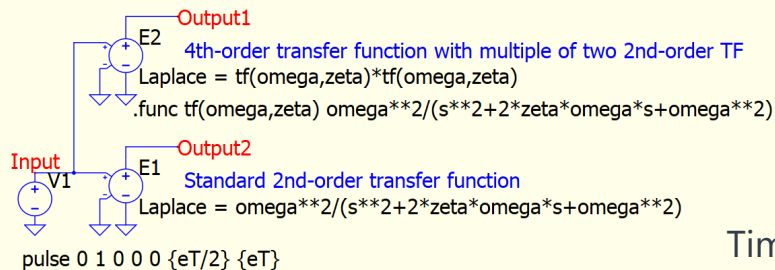 Output1
E2
4th-order transfer function with multiple of two 2nd-order TF
Laplace = tf(omega,zeta)*tf(omega,zeta)
.func tf(omega,zeta) omega**2/(s**2+2*zeta*omega*s+omega**2)
Output2
Input
V1
E1
Standard 2nd-order transfer function
Laplace = omega**2/(s**2+2*zeta*omega*s+omega**2)
pulse 0 1 0 0 0 {eT/2} {eT}
Tim